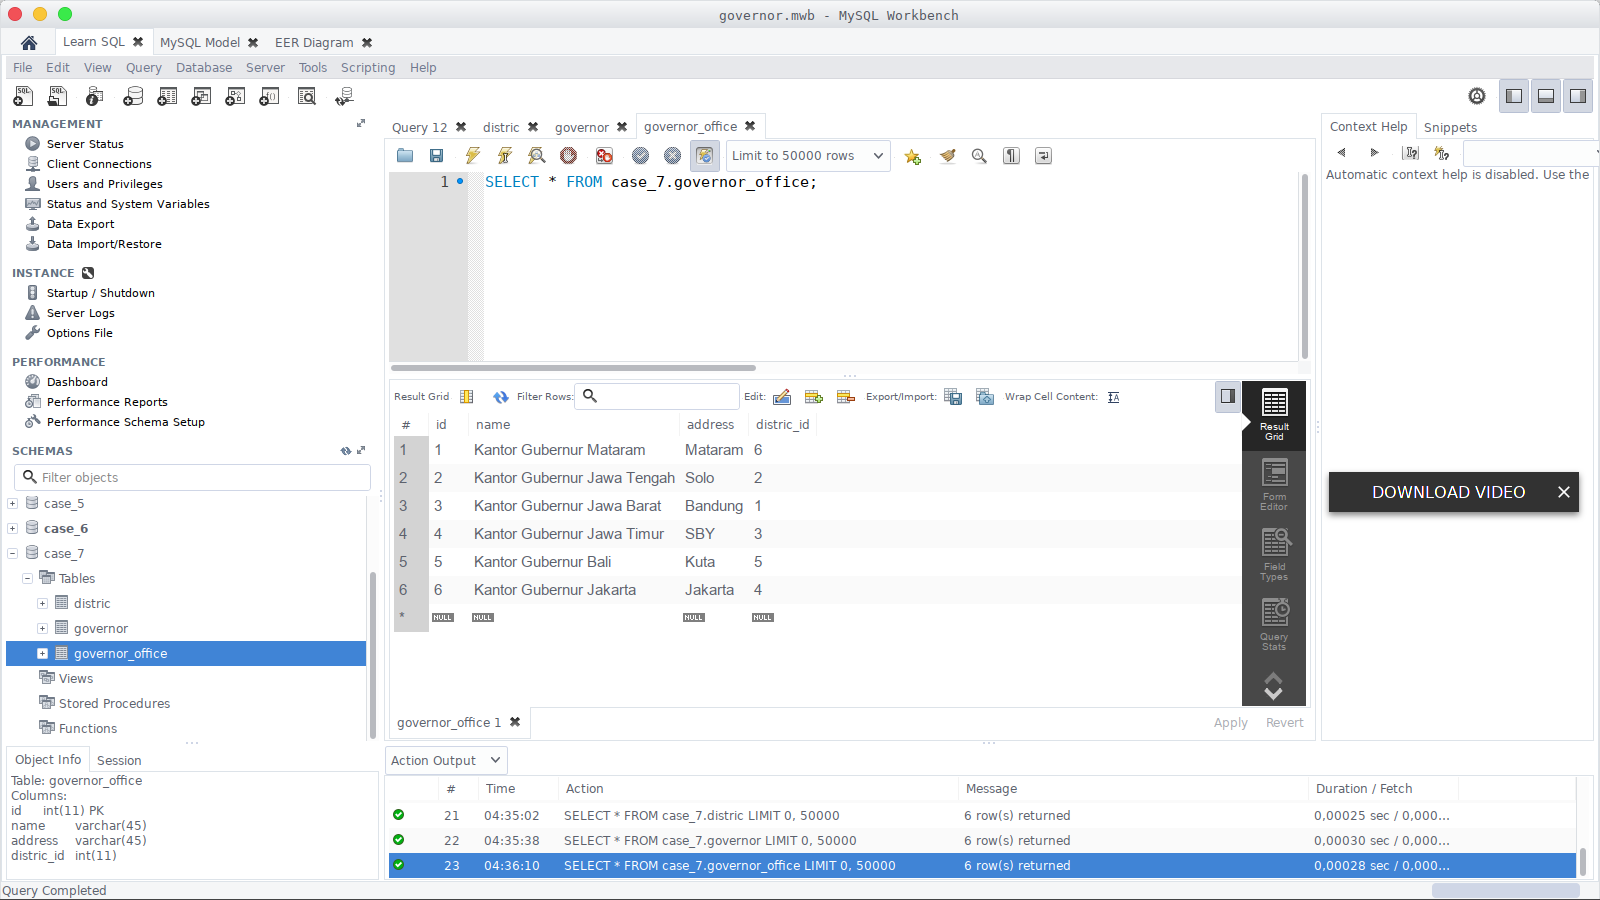 governor.mwb - MySQL Workbench
Learn SQL
MySQL Model
EER Diagram
File Edit View Query Database Server Tools Scripting Help
MANAGEMENT
Server Status
Client Connections
Users and Privileges
Status and System Variables
Data Export
Data Import/Restore
INSTANCE
Startup / Shutdown
Server Logs
Options File
PERFORMANCE
Dashboard
Performance Reports
Performance Schema Setup
SCHEMAS
Filter objects
case_5
case_6
case_7
Tables
distric
governor
governor_office
Views
Stored Procedures
Functions
Object Info Session
Table: governor_office
Columns:
id int(11) PK
name varchar(45)
address varchar(45)
distric_id int(11)
Query 12 distric governor governor_office
Limit to 50000 rows
1 SELECT * FROM case_7.governor_office;
Result Grid Filter Rows: Edit: Export/Import: Wrap Cell Content:
# id name address distric_id
1 1 Kantor Gubernur Mataram Mataram 6
2 2 Kantor Gubernur Jawa Tengah Solo 2
3 3 Kantor Gubernur Jawa Barat Bandung 1
4 4 Kantor Gubernur Jawa Timur SBY 3
5 5 Kantor Gubernur Bali Kuta 5
6 6 Kantor Gubernur Jakarta Jakarta 4
* NULL NULL NULL NULL
Result
Grid
Form
Editor
Field
Types
Query
Stats
governor_office 1
Apply Revert
Context Help Snippets
Automatic context help is disabled. Use the
DOWNLOAD VIDEO
Action Output
# Time Action Message Duration / Fetch
21 04:35:02 SELECT * FROM case_7.distric LIMIT 0, 50000 6 row(s) returned 0,00025 sec / 0,000...
22 04:35:38 SELECT * FROM case_7.governor LIMIT 0, 50000 6 row(s) returned 0,00030 sec / 0,000...
23 04:36:10 SELECT * FROM case_7.governor_office LIMIT 0, 50000 6 row(s) returned 0,00028 sec / 0,000...
Query Completed